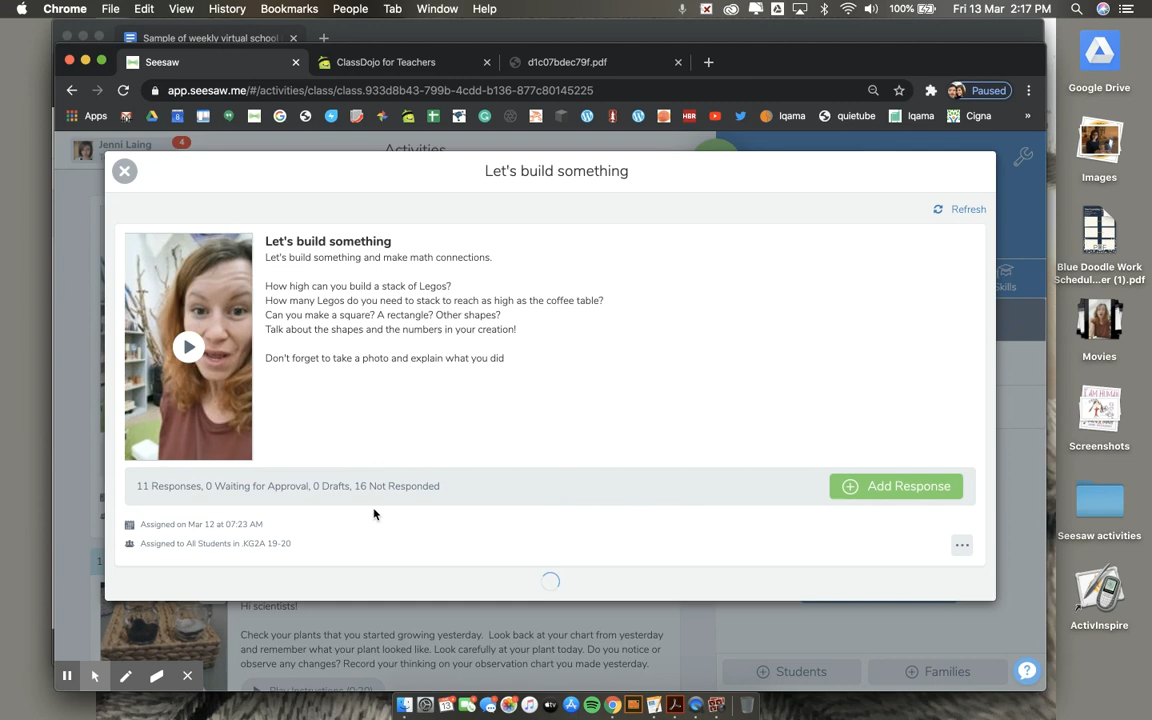 Chrome File Edit View History Bookmarks People Tab Window Help 100% Fri 13 Mar 2:17 PM
Sample of weekly virtual school
Seesaw ClassDojo for Teachers d1c07bdec79f.pdf
app.seesaw.me/#/activities/class/class.933d8b43-799b-4cdd-b136-877c80145225 Paused
Apps HBR Iqama quietube Iqama Cigna »
Google Drive
Jenni Laing 4 Activities
Let's build something
Images
Refresh
Let's build something
Let's build something and make math connections.
Blue Doodle Work
Schedul...er (1).pdf
Skills
How high can you build a stack of Legos?
How many Legos do you need to stack to reach as high as the coffee table?
Can you make a square? A rectangle? Other shapes?
Talk about the shapes and the numbers in your creation!
Movies
Don't forget to take a photo and explain what you did
Screenshots
11 Responses, 0 Waiting for Approval, 0 Drafts, 16 Not Responded Add Response
Assigned on Mar 12 at 07:23 AM
Seesaw activities
Assigned to All Students in .KG2A 19-20
Hi scientists!
ActivInspire
Check your plants that you started growing yesterday. Look back at your chart from yesterday
and remember what your plant looked like. Look carefully at your plant today. Do you notice or
observe any changes? Record your thinking on your observation chart you made yesterday.
Students Families
Play Instructions (0:20)